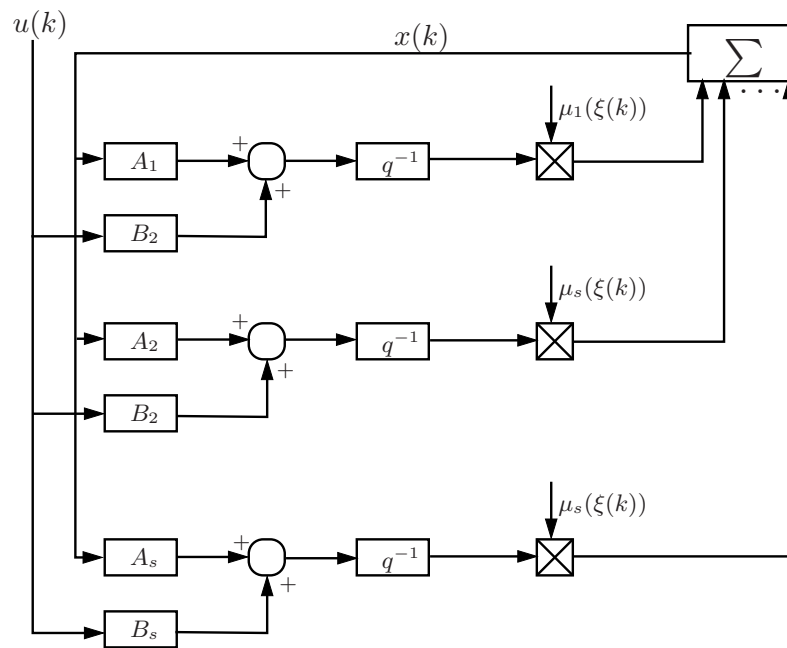 u(k)
x(k)
∑
· · ·
μ₁(ξ(k))
A₁ + q⁻¹
+
B₂
μₛ(ξ(k))
A₂ + q⁻¹
+
B₂
μₛ(ξ(k))
Aₛ + q⁻¹
+
Bₛ